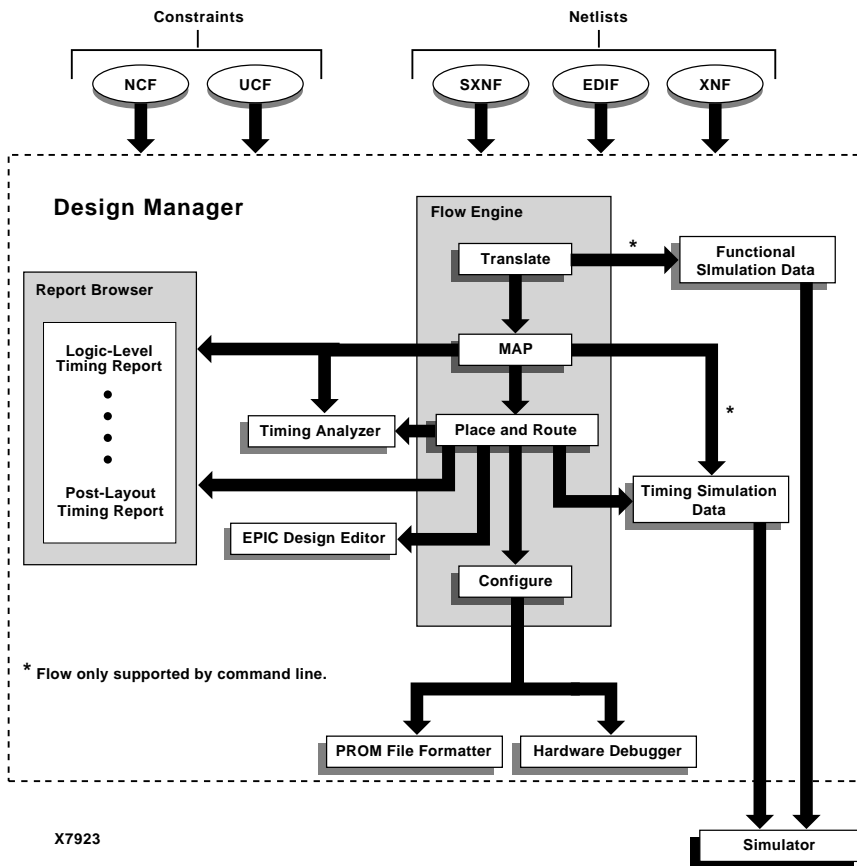 Constraints
Netlists
NCF
UCF
SXNF
EDIF
XNF
Design Manager
Flow Engine
*
Translate
Functional
SImulation Data
Report Browser
Logic-Level
Timing Report
MAP
*
Timing Analyzer
Place and Route
Post-Layout
Timing Report
Timing Simulation
Data
EPIC Design Editor
Configure
* Flow only supported by command line.
PROM File Formatter
Hardware Debugger
X7923
Simulator